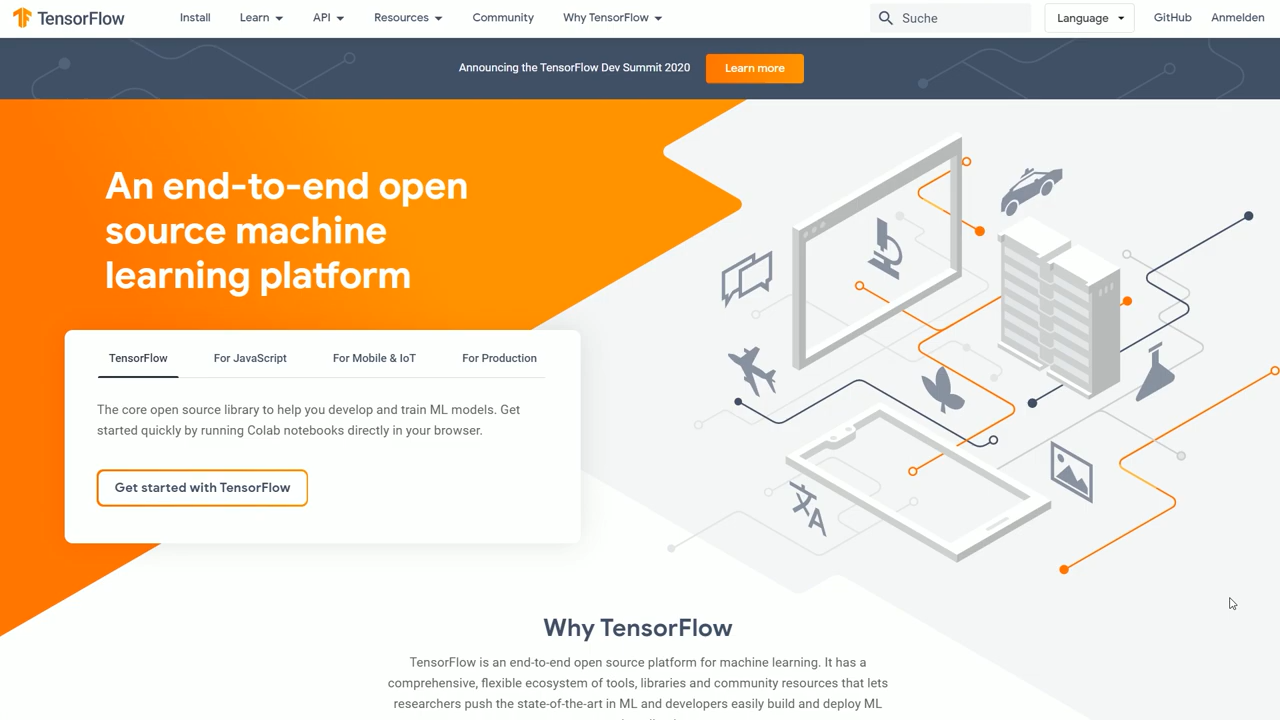 TensorFlow
Install
Learn
API
Resources
Community
Why TensorFlow
Suche
Language
GitHub
Anmelden
Announcing the TensorFlow Dev Summit 2020
Learn more
An end-to-end open
source machine
learning platform
TensorFlow
For JavaScript
For Mobile & IoT
For Production
The core open source library to help you develop and train ML models. Get
started quickly by running Colab notebooks directly in your browser.
Get started with TensorFlow
文A
Why TensorFlow
TensorFlow is an end-to-end open source platform for machine learning. It has a
comprehensive, flexible ecosystem of tools, libraries and community resources that lets
researchers push the state-of-the-art in ML and developers easily build and deploy ML